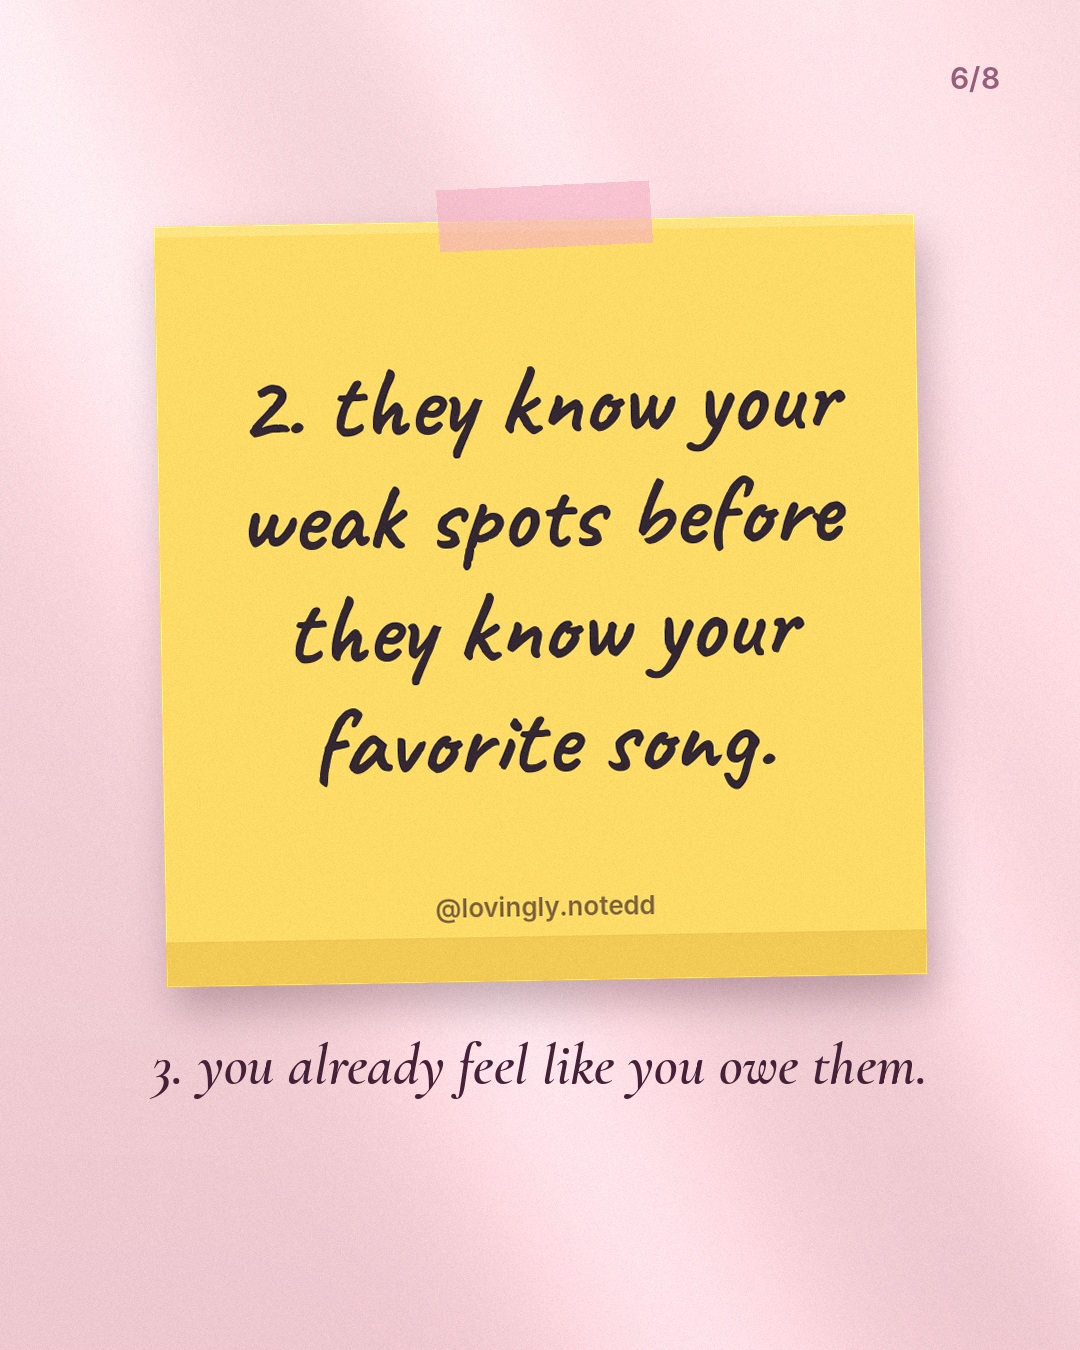 6/8
2. they know your
weak spots before
they know your
favorite song.
@lovingly.notedd
3. you already feel like you owe them.